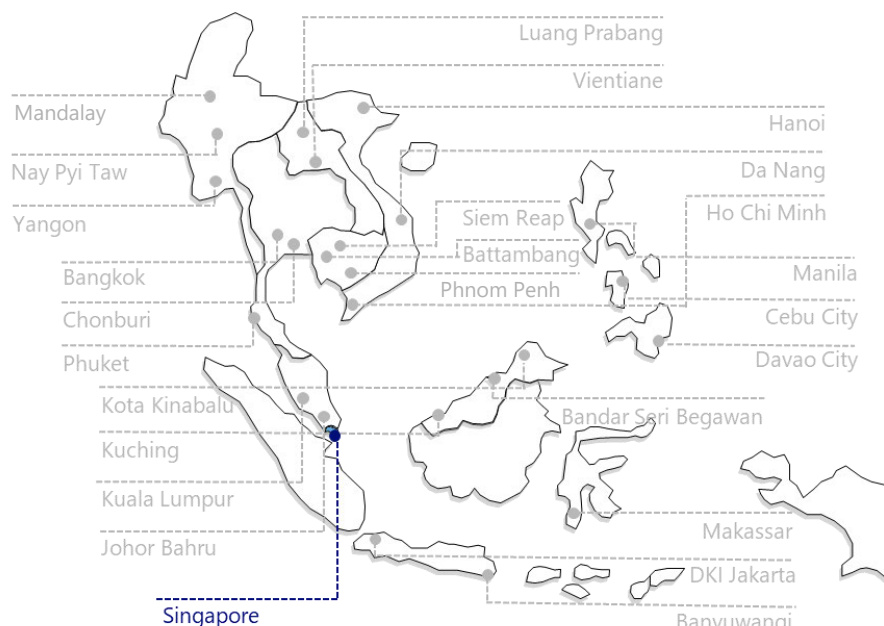 Luang Prabang
Vientiane
Mandalay
Hanoi
Nay Pyi Taw
Da Nang
Yangon
Siem Reap
Ho Chi Minh
Battambang
Bangkok
Manila
Phnom Penh
Chonburi
Cebu City
Phuket
Davao City
Kota Kinabalu
Bandar Seri Begawan
Kuching
Kuala Lumpur
Makassar
Johor Bahru
DKI Jakarta
Singapore
Banyuwangi